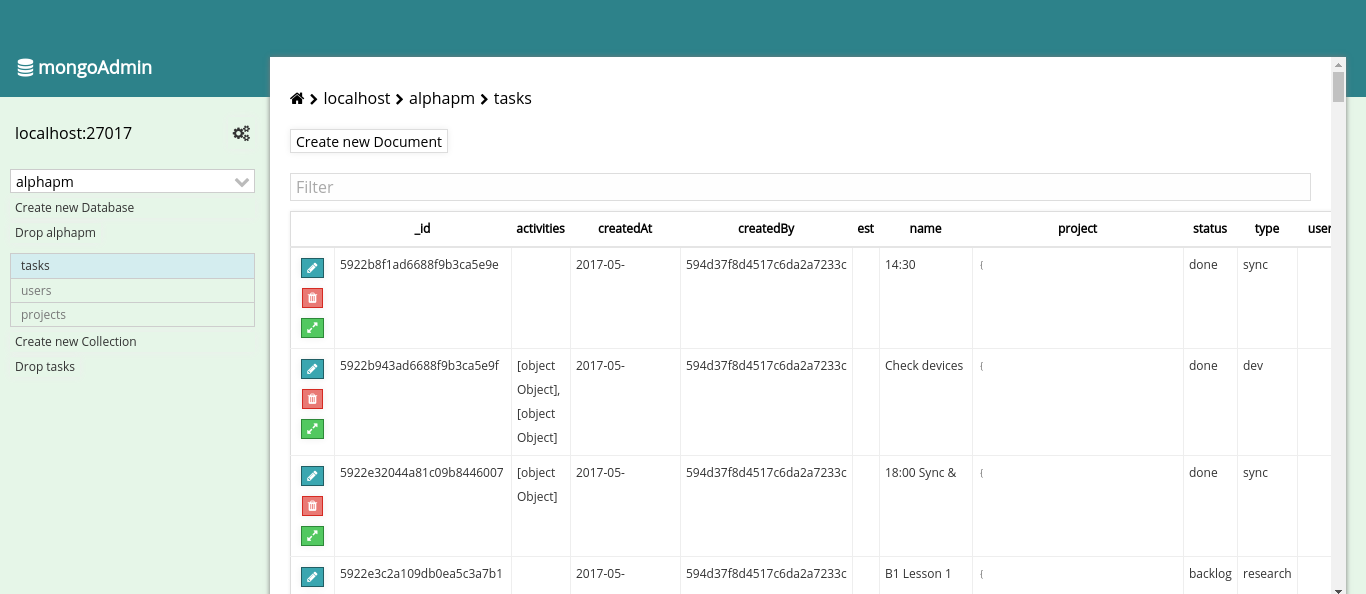 mongoAdmin
localhost:27017
alphapm
Create new Database
Drop alphapm
tasks
users
projects
Create new Collection
Drop tasks
localhost alphapm tasks
Create new Document
Filter
_id activities createdAt createdBy est name project status type user
5922b8f1ad6688f9b3ca5e9e 2017-05- 594d37f8d4517c6da2a7233c 14:30 { done sync
5922b943ad6688f9b3ca5e9f [object 2017-05- 594d37f8d4517c6da2a7233c Check devices { done dev
Object],
[object
Object]
5922e32044a81c09b8446007 [object 2017-05- 594d37f8d4517c6da2a7233c 18:00 Sync & { done sync
Object]
5922e3c2a109db0ea5c3a7b1 2017-05- 594d37f8d4517c6da2a7233c B1 Lesson 1 { backlog research